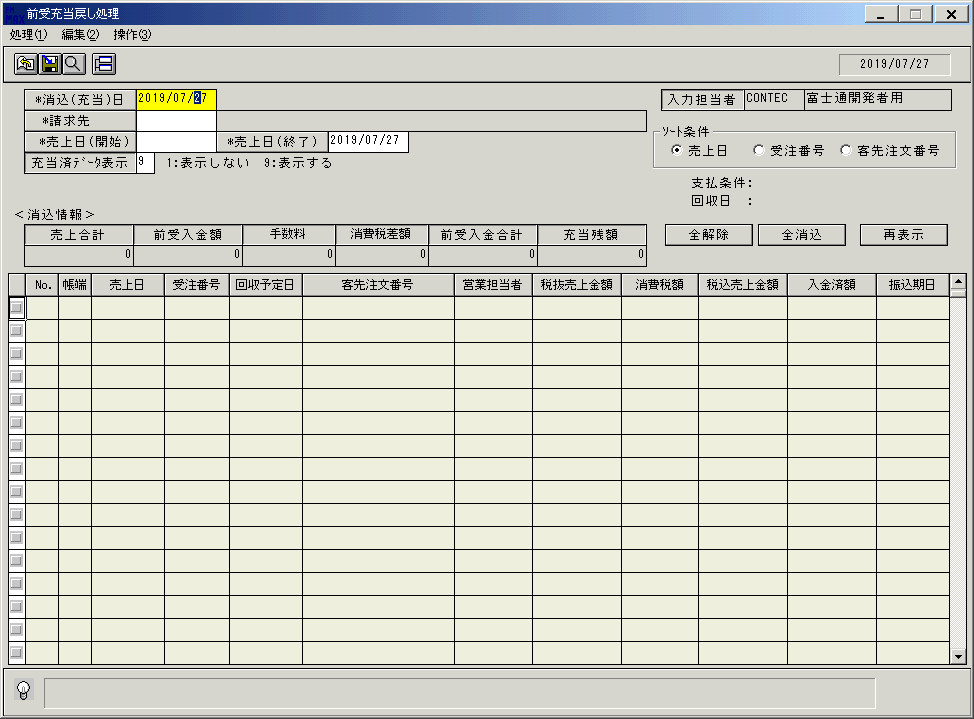 前受充当戻し処理
処理(1) 編集(2) 操作(3)
2019/07/27
*消込(充当)日 2019/07/27
入力担当者 CONTEC 富士通開発者用
*請求先
*売上日(開始) *売上日(終了) 2019/07/27
充当済ﾃﾞｰﾀ表示 9 1:表示しない 9:表示する
ｿｰﾄ条件
売上日 受注番号 客先注文番号
支払条件:
回収日 :
＜消込情報＞
売上合計 前受入金額 手数料 消費税差額 前受入金合計 充当残額
0 0 0 0 0 0
全解除 全消込 再表示
No. 帳端 売上日 受注番号 回収予定日 客先注文番号 営業担当者 税抜売上金額 消費税額 税込売上金額 入金済額 振込期日